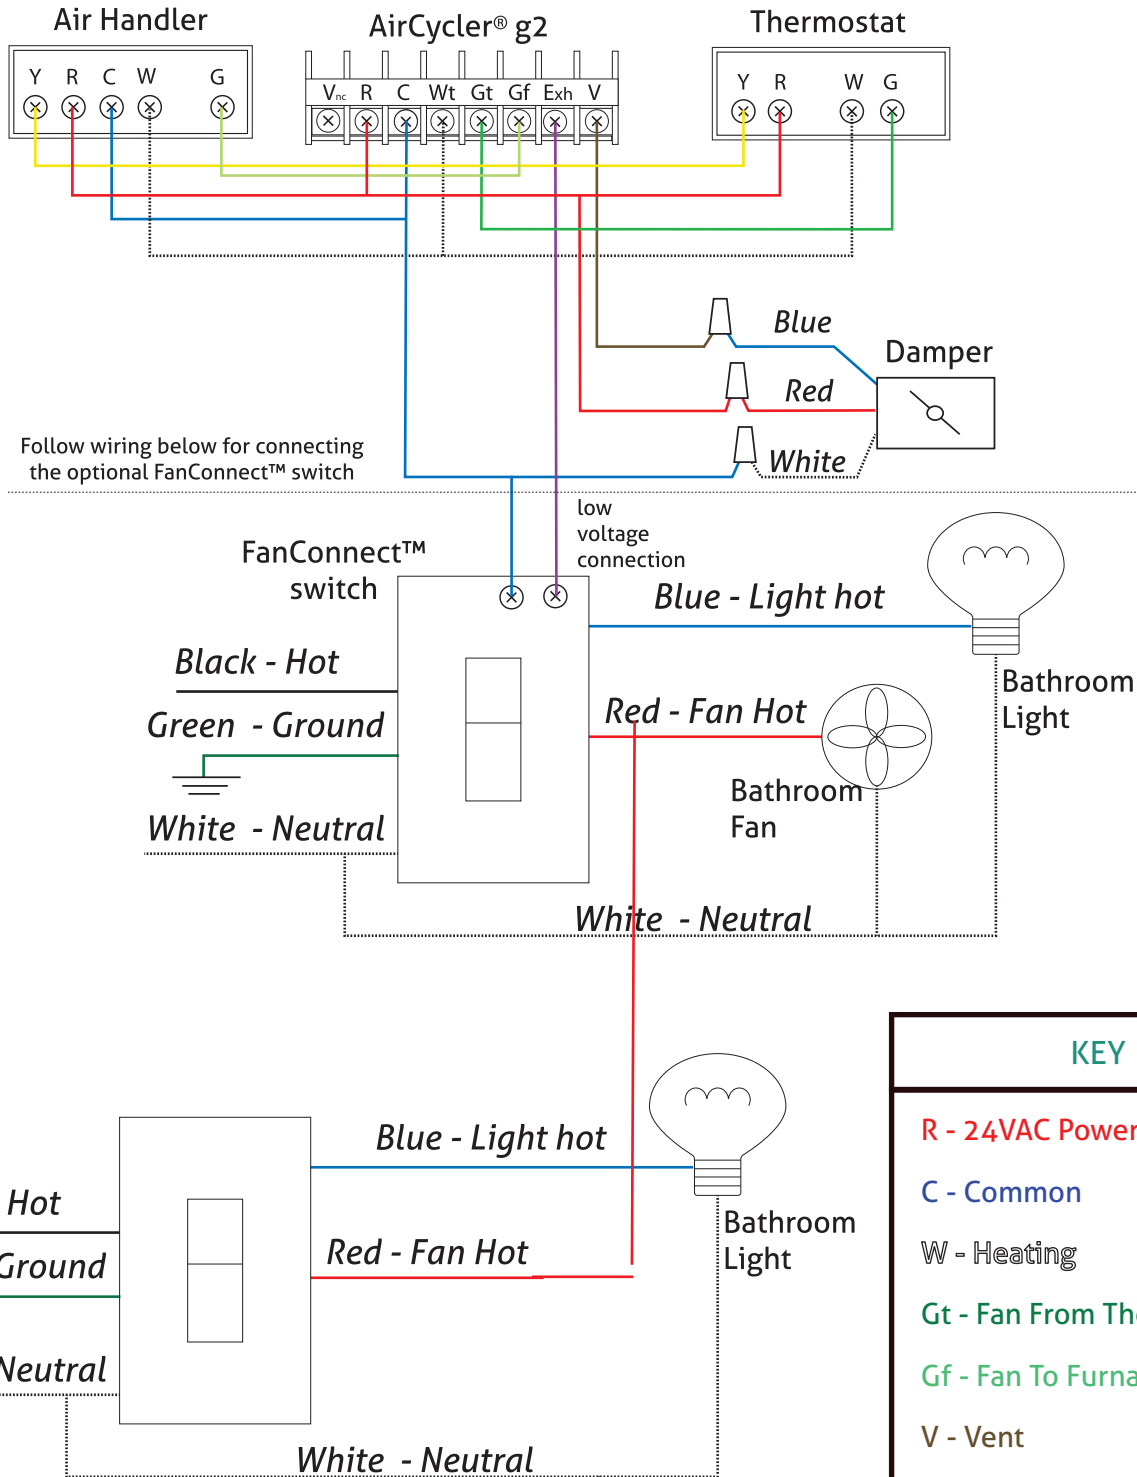 Air Handler
AirCycler® g2
Thermostat
Y R C W G
Vnc R C Wt Gt Gf Exh V
Y R W G
Blue
Damper
Red
Follow wiring below for connecting
the optional FanConnect™ switch
White
low
voltage
connection
FanConnect™
switch
Blue - Light hot
Black - Hot
Bathroom
Light
Green - Ground
Red - Fan Hot
Bathroom
Fan
White - Neutral
White - Neutral
KEY
R - 24VAC Power
C - Common
W - Heating
Gt - Fan From The
Gf - Fan To Furna
V - Vent
Blue - Light hot
Hot
Bathroom
Light
Ground
Red - Fan Hot
Neutral
White - Neutral